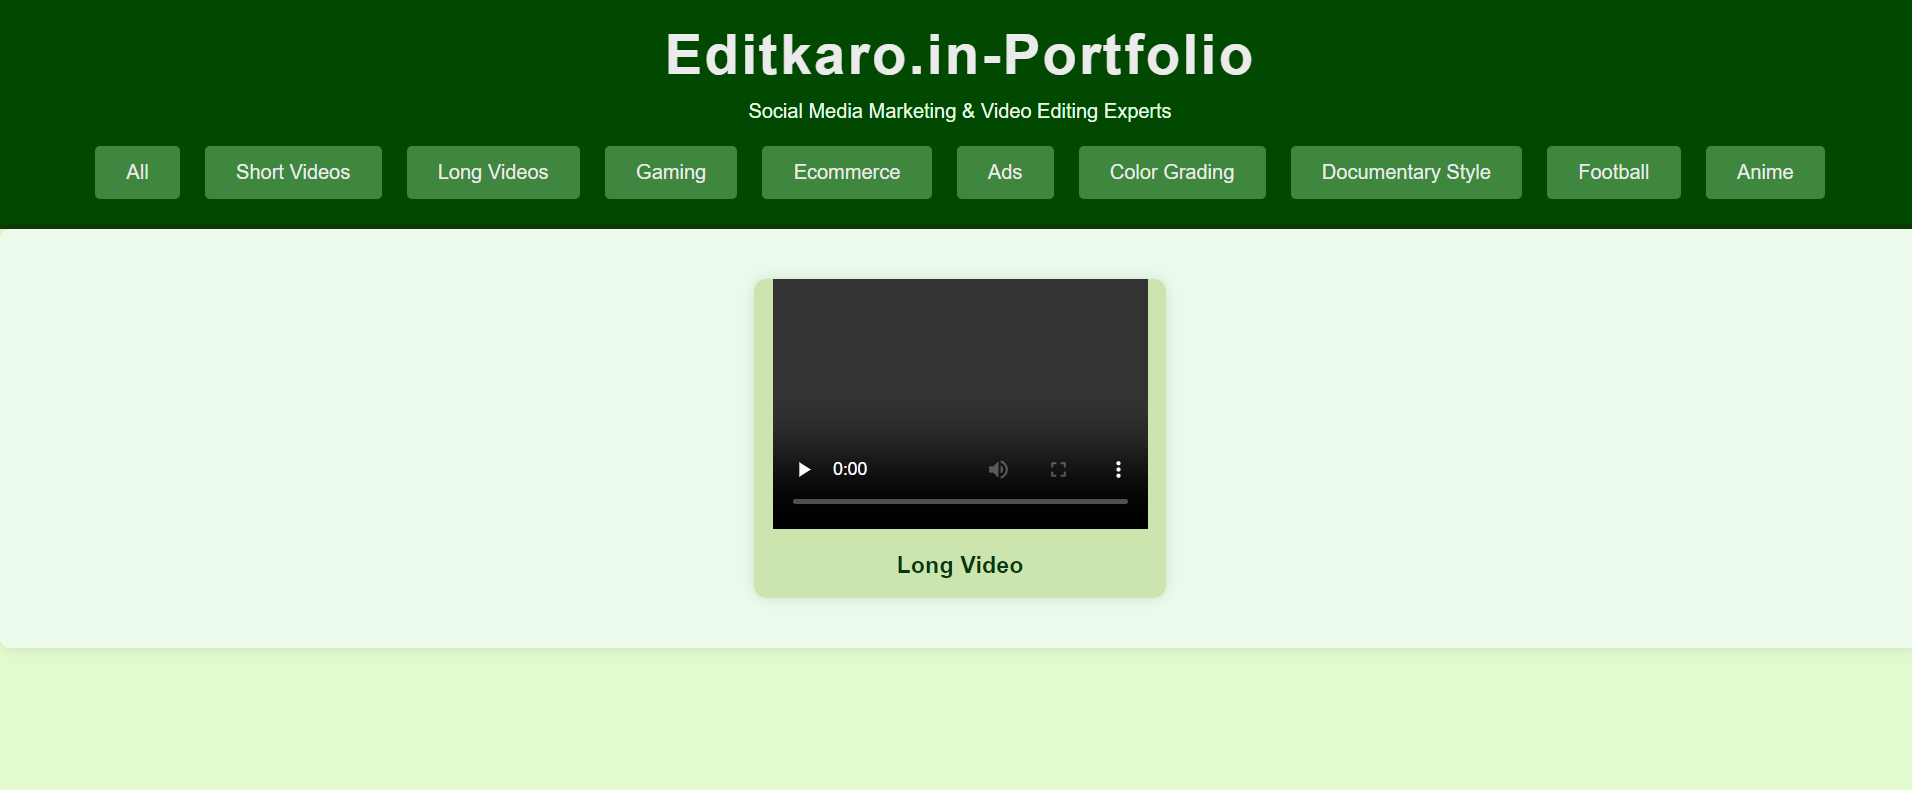 Editkaro.in-Portfolio
Social Media Marketing & Video Editing Experts
All Short Videos Long Videos Gaming Ecommerce Ads Color Grading Documentary Style Football Anime
0:00
Long Video